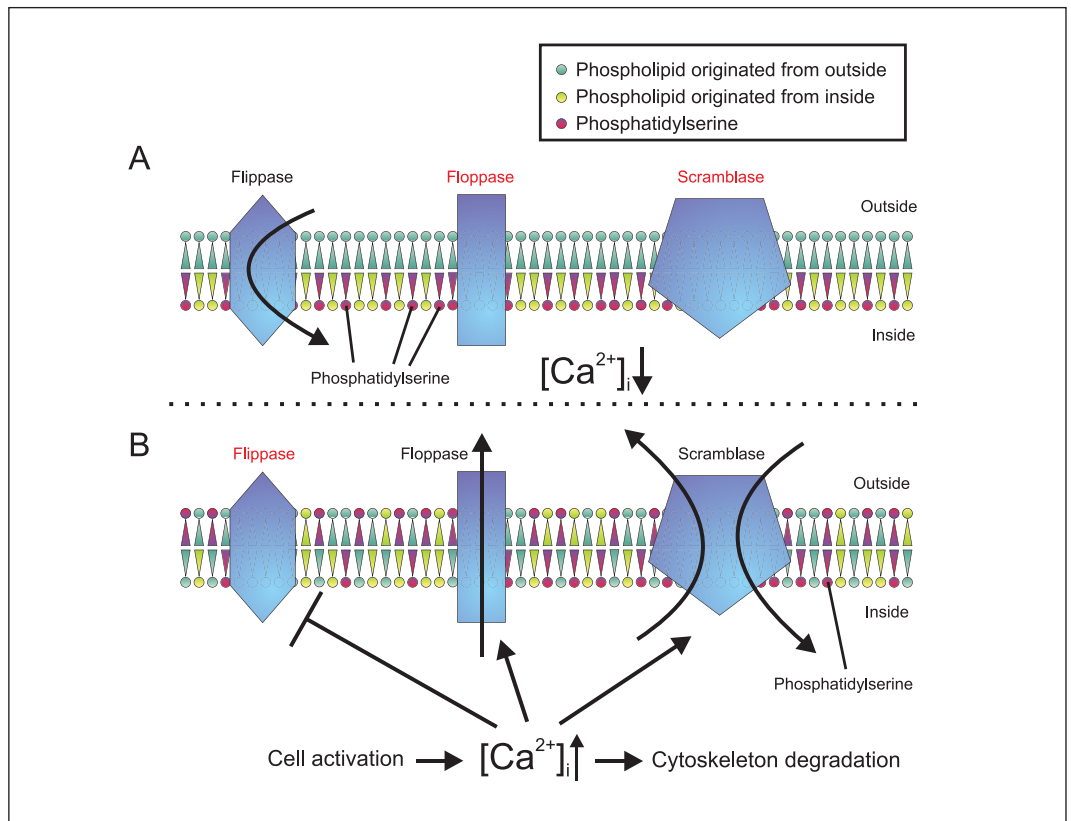 Phospholipid originated from outside
Phospholipid originated from inside
Phosphatidylserine
A
Flippase
Floppase
Scramblase
Outside
Inside
Phosphatidylserine
[Ca2+]i
B
Flippase
Floppase
Scramblase
Outside
Inside
Phosphatidylserine
Cell activation [Ca2+]i Cytoskeleton degradation